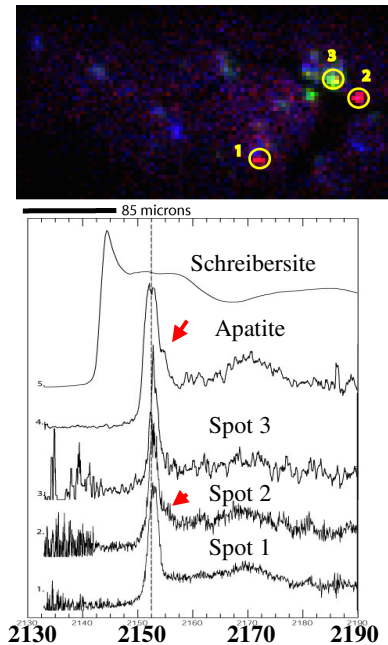 3
2
1
85 microns
Schreibersite
Apatite
5.
4.
Spot 3
3.
Spot 2
2.
Spot 1
1.
2130 2140 2150 2160 2170 2180 2190
2130 2150 2170 2190